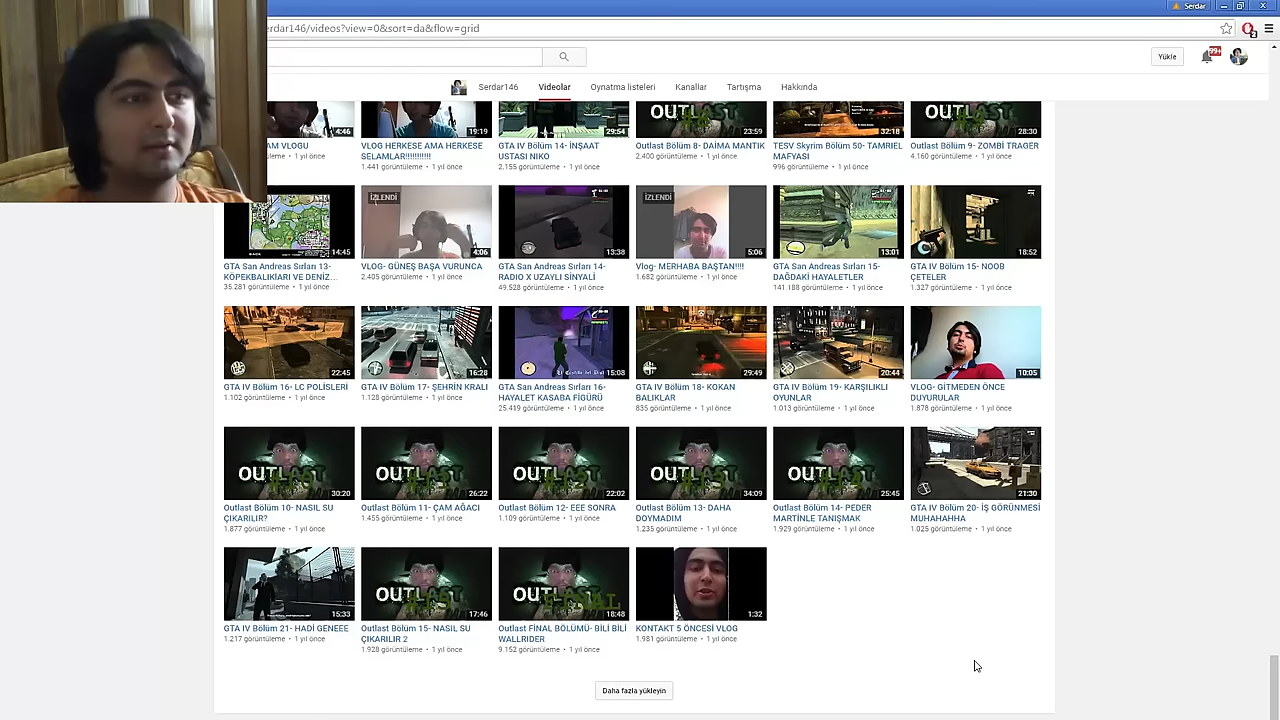 Serdar
erdar146/videos?view=0&sort=da&flow=grid
Yükle
99+
Serdar146
Videolar
Oynatma listeleri
Kanallar
Tartışma
Hakkında
4:46
19:19
29:54
23:59
32:18
28:30
AM VLOGU
• 1 yıl önce
VLOG HERKESE AMA HERKESE
SELAMLAR!!!!!!!!!!!
1.441 görüntüleme • 1 yıl önce
GTA IV Bölüm 14- İNŞAAT
USTASI NIKO
2.155 görüntüleme • 1 yıl önce
Outlast Bölüm 8- DAİMA MANTIK
2.400 görüntüleme • 1 yıl önce
TESV Skyrim Bölüm 50- TAMRIEL
MAFYASI
996 görüntüleme • 1 yıl önce
Outlast Bölüm 9- ZOMBİ TRAGER
4.160 görüntüleme • 1 yıl önce
14:45
İZLENDİ
4:06
13:38
İZLENDİ
5:06
13:01
18:52
GTA San Andreas Sırları 13-
KÖPEKBALIKLARI VE DENİZ...
35.281 görüntüleme • 1 yıl önce
VLOG- GÜNEŞ BAŞA VURUNCA
2.405 görüntüleme • 1 yıl önce
GTA San Andreas Sırları 14-
RADIO X UZAYLI SİNYALİ
49.528 görüntüleme • 1 yıl önce
Vlog- MERHABA BAŞTAN!!!!
1.682 görüntüleme • 1 yıl önce
GTA San Andreas Sırları 15-
DAĞDAKİ HAYALETLER
141.188 görüntüleme • 1 yıl önce
GTA IV Bölüm 15- NOOB
ÇETELER
1.327 görüntüleme • 1 yıl önce
22:45
16:28
15:08
29:49
20:44
10:05
GTA IV Bölüm 16- LC POLİSLERİ
1.102 görüntüleme • 1 yıl önce
GTA IV Bölüm 17- ŞEHRİN KRALI
1.128 görüntüleme • 1 yıl önce
GTA San Andreas Sırları 16-
HAYALET KASABA FİGÜRÜ
25.419 görüntüleme • 1 yıl önce
GTA IV Bölüm 18- KOKAN
BALIKLAR
835 görüntüleme • 1 yıl önce
GTA IV Bölüm 19- KARŞILIKLI
OYUNLAR
1.013 görüntüleme • 1 yıl önce
VLOG- GİTMEDEN ÖNCE
DUYURULAR
1.878 görüntüleme • 1 yıl önce
OUTLAST
30:20
OUTLAST
26:22
OUTLAST
22:02
OUTLAST
34:09
OUTLAST
25:45
21:30
Outlast Bölüm 10- NASIL SU
ÇIKARILIR?
1.877 görüntüleme • 1 yıl önce
Outlast Bölüm 11- ÇAM AĞACI
1.455 görüntüleme • 1 yıl önce
Outlast Bölüm 12- EEE SONRA
1.109 görüntüleme • 1 yıl önce
Outlast Bölüm 13- DAHA
DOYMADIM
1.235 görüntüleme • 1 yıl önce
Outlast Bölüm 14- PEDER
MARTİNLE TANIŞMAK
1.929 görüntüleme • 1 yıl önce
GTA IV Bölüm 20- İŞ GÖRÜNMESİ
MUHAHAHHA
1.025 görüntüleme • 1 yıl önce
15:33
OUTLAST
17:46
OUTLAST
18:48
1:32
GTA IV Bölüm 21- HADİ GENEEE
1.217 görüntüleme • 1 yıl önce
Outlast Bölüm 15- NASIL SU
ÇIKARILIR 2
1.928 görüntüleme • 1 yıl önce
Outlast FİNAL BÖLÜMÜ- BİLİ BİLİ
WALLRIDER
9.152 görüntüleme • 1 yıl önce
KONTAKT 5 ÖNCESİ VLOG
1.981 görüntüleme • 1 yıl önce
Daha fazla yükleyin